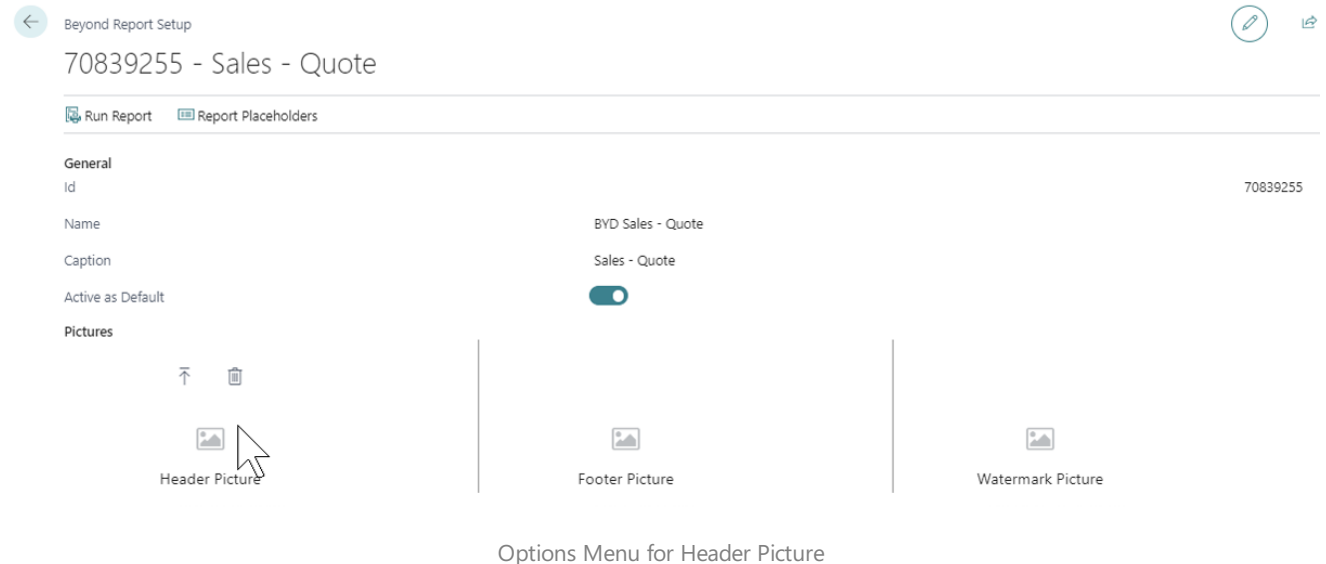 Beyond Report Setup
70839255 - Sales - Quote
Run Report Report Placeholders
General
Id 70839255
Name BYD Sales - Quote
Caption Sales - Quote
Active as Default
Pictures
Header Picture Footer Picture Watermark Picture
Options Menu for Header Picture